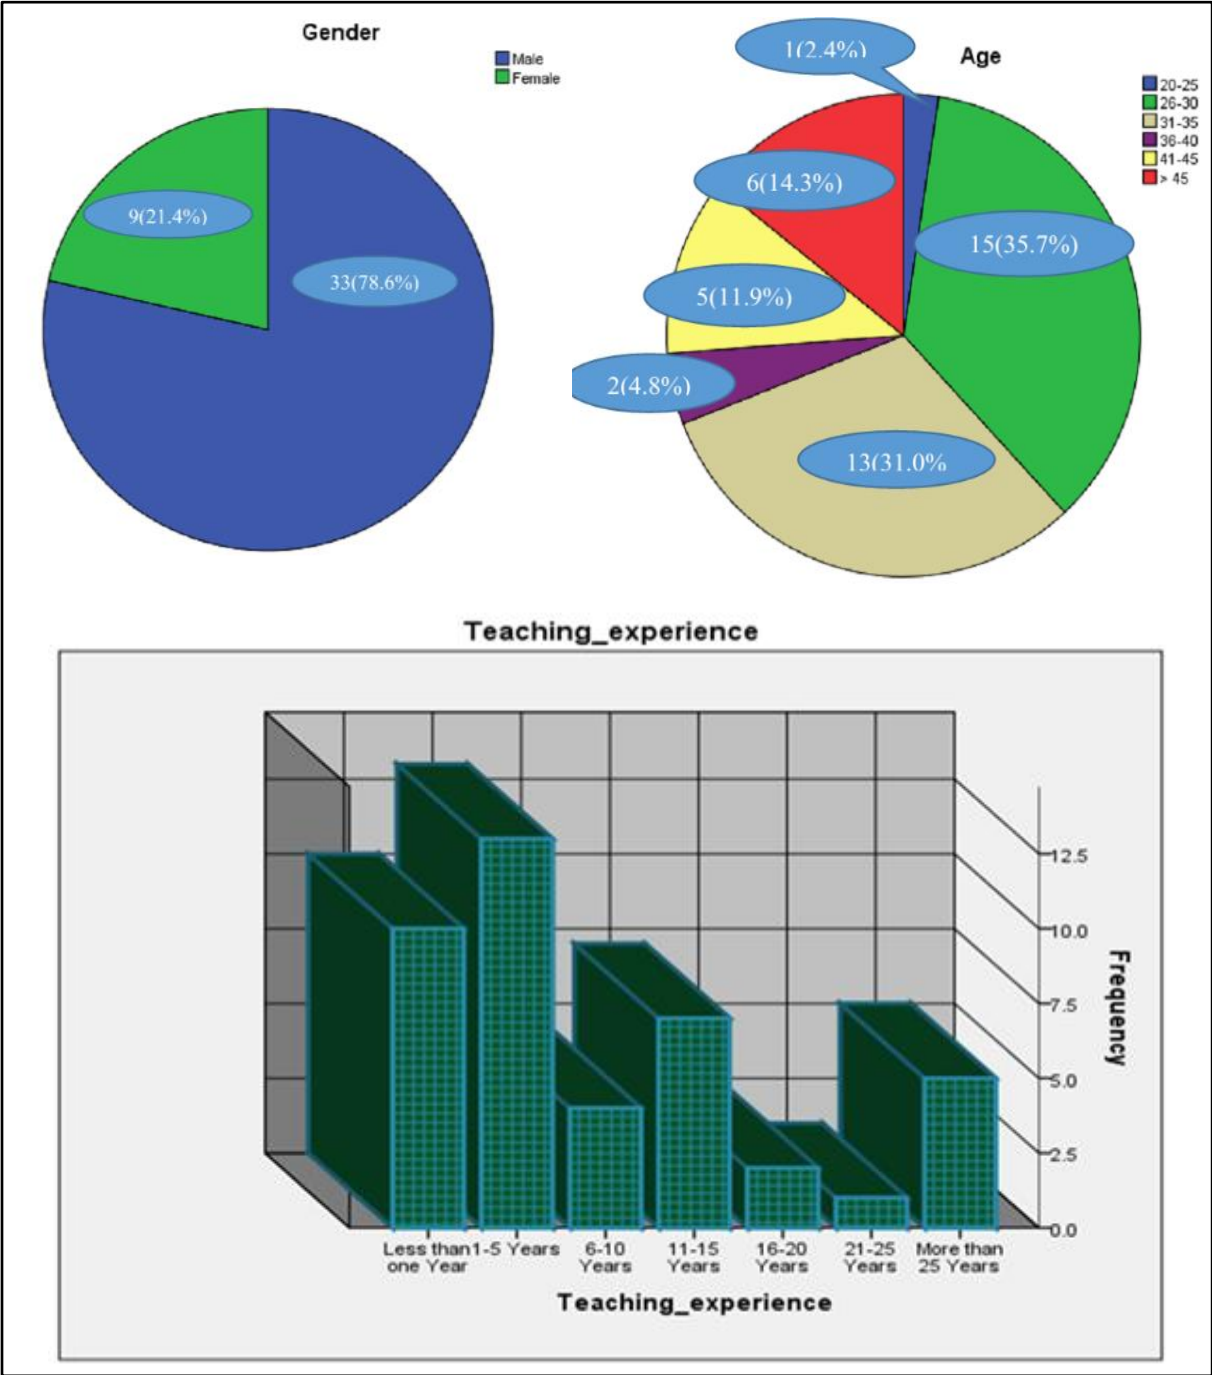 Gender
Male
Female
9(21.4%)
33(78.6%)
Age
20-25
26-30
31-35
36-40
41-45
> 45
1(2.4%)
6(14.3%)
15(35.7%)
5(11.9%)
2(4.8%)
13(31.0%
Teaching_experience
12.5
10.0
7.5
5.0
2.5
0.0
Frequency
Less than one Year
1-5 Years
6-10 Years
11-15 Years
16-20 Years
21-25 Years
More than 25 Years
Teaching_experience